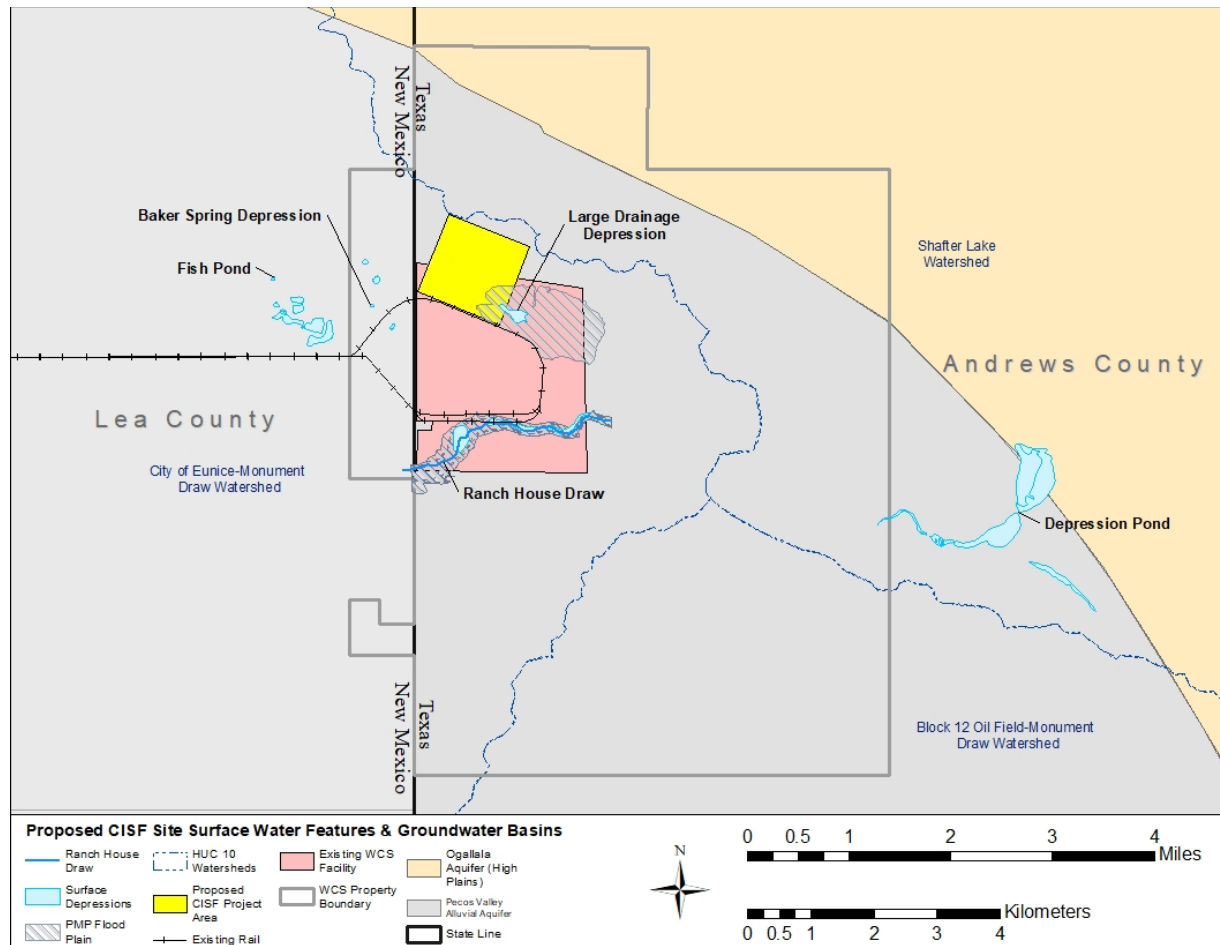 Texas
New Mexico
Baker Spring Depression
Large Drainage
Depression
Fish Pond
Shafter Lake
Watershed
Andrews County
Lea County
City of Eunice-Monument
Draw Watershed
Ranch House Draw
Depression Pond
Texas
New Mexico
Block 12 Oil Field-Monument
Draw Watershed
Proposed CISF Site Surface Water Features & Groundwater Basins
Ranch House
Draw
Surface
Depressions
PMP Flood
Plain
HUC 10
Watersheds
Proposed
CISF Project
Area
Existing Rail
Existing WCS
Facility
WCS Property
Boundary
Ogallala
Aquifer (High
Plains)
Pecos Valley
Alluvial Aquifer
State Line
N
0 0.5 1 2 3 4
Miles
Kilometers
0 0.5 1 2 3 4